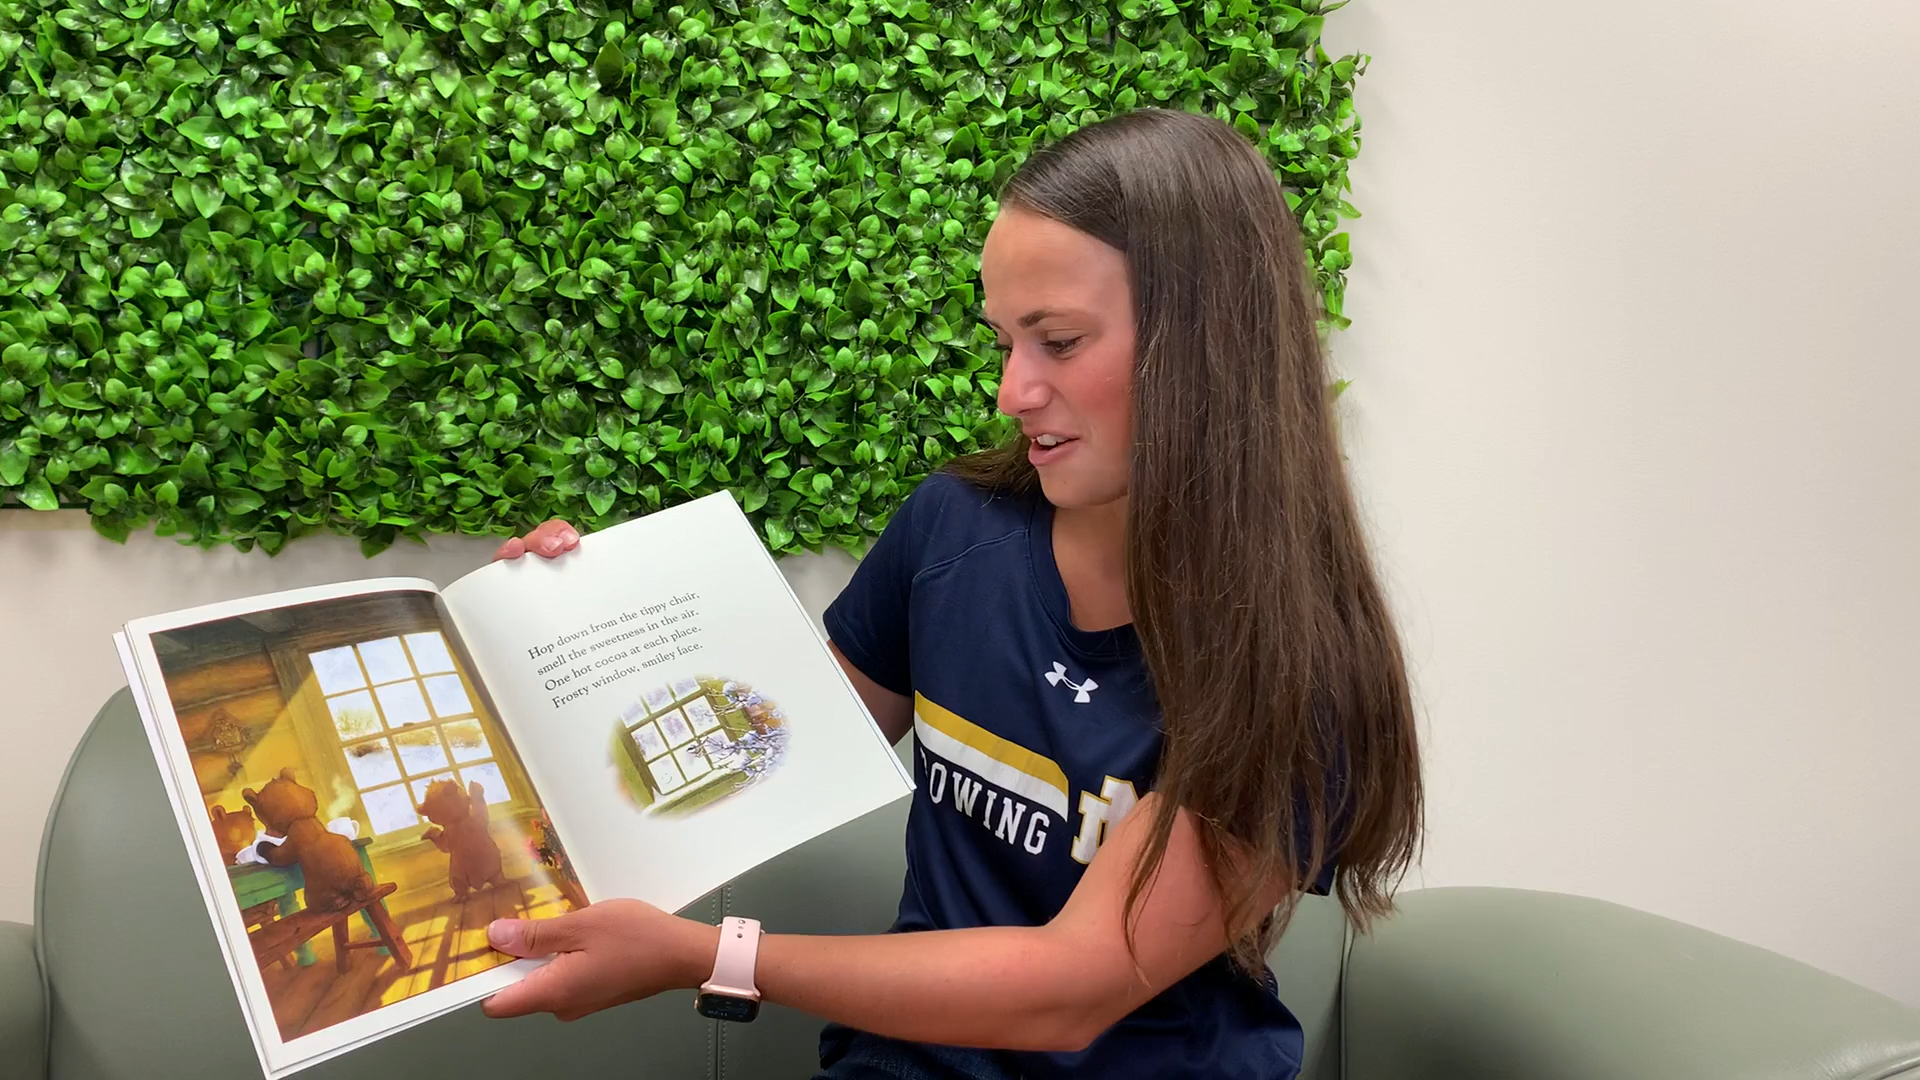 Hop down from the tippy chair,
smell the sweetness in the air.
One hot cocoa at each place.
Frosty window, smiley face.
OWING